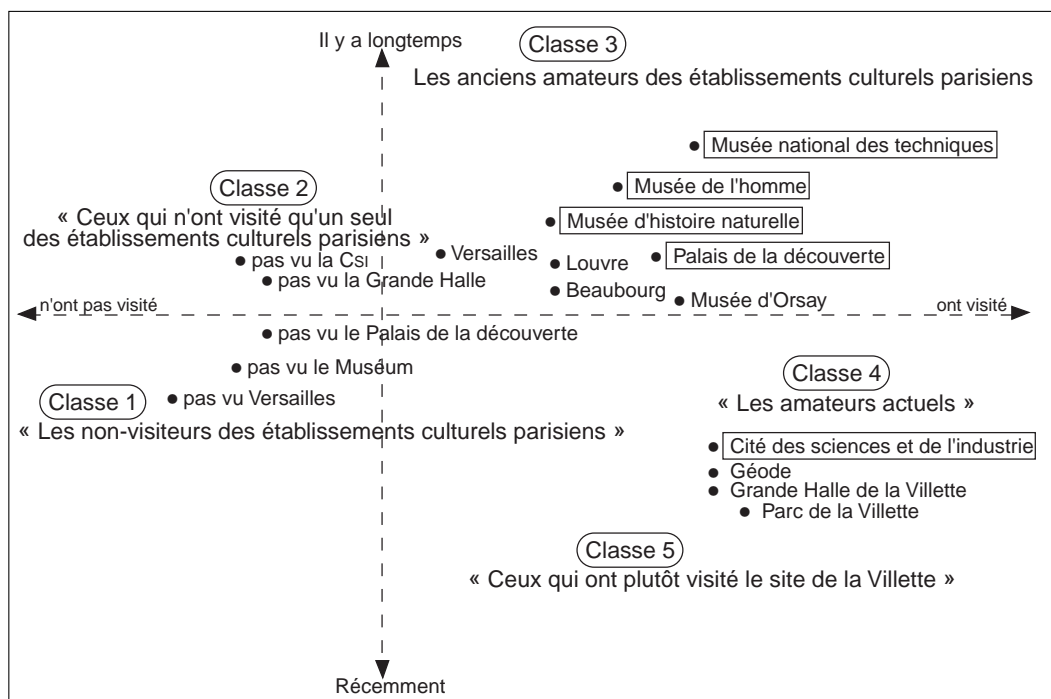 Il y a longtemps
Classe 3
Les anciens amateurs des établissements culturels parisiens
Musée national des techniques
Classe 2
Musée de l'homme
« Ceux qui n'ont visité qu'un seul
des établissements culturels parisiens »
Musée d'histoire naturelle
Versailles
pas vu la CSI
Louvre
Palais de la découverte
pas vu la Grande Halle
Beaubourg
Musée d'Orsay
n'ont pas visité
ont visité
pas vu le Palais de la découverte
pas vu le Muséum
Classe 4
pas vu Versailles
Classe 1
« Les amateurs actuels »
« Les non-visiteurs des établissements culturels parisiens »
Cité des sciences et de l'industrie
Géode
Grande Halle de la Villette
Parc de la Villette
Classe 5
« Ceux qui ont plutôt visité le site de la Villette »
Récemment